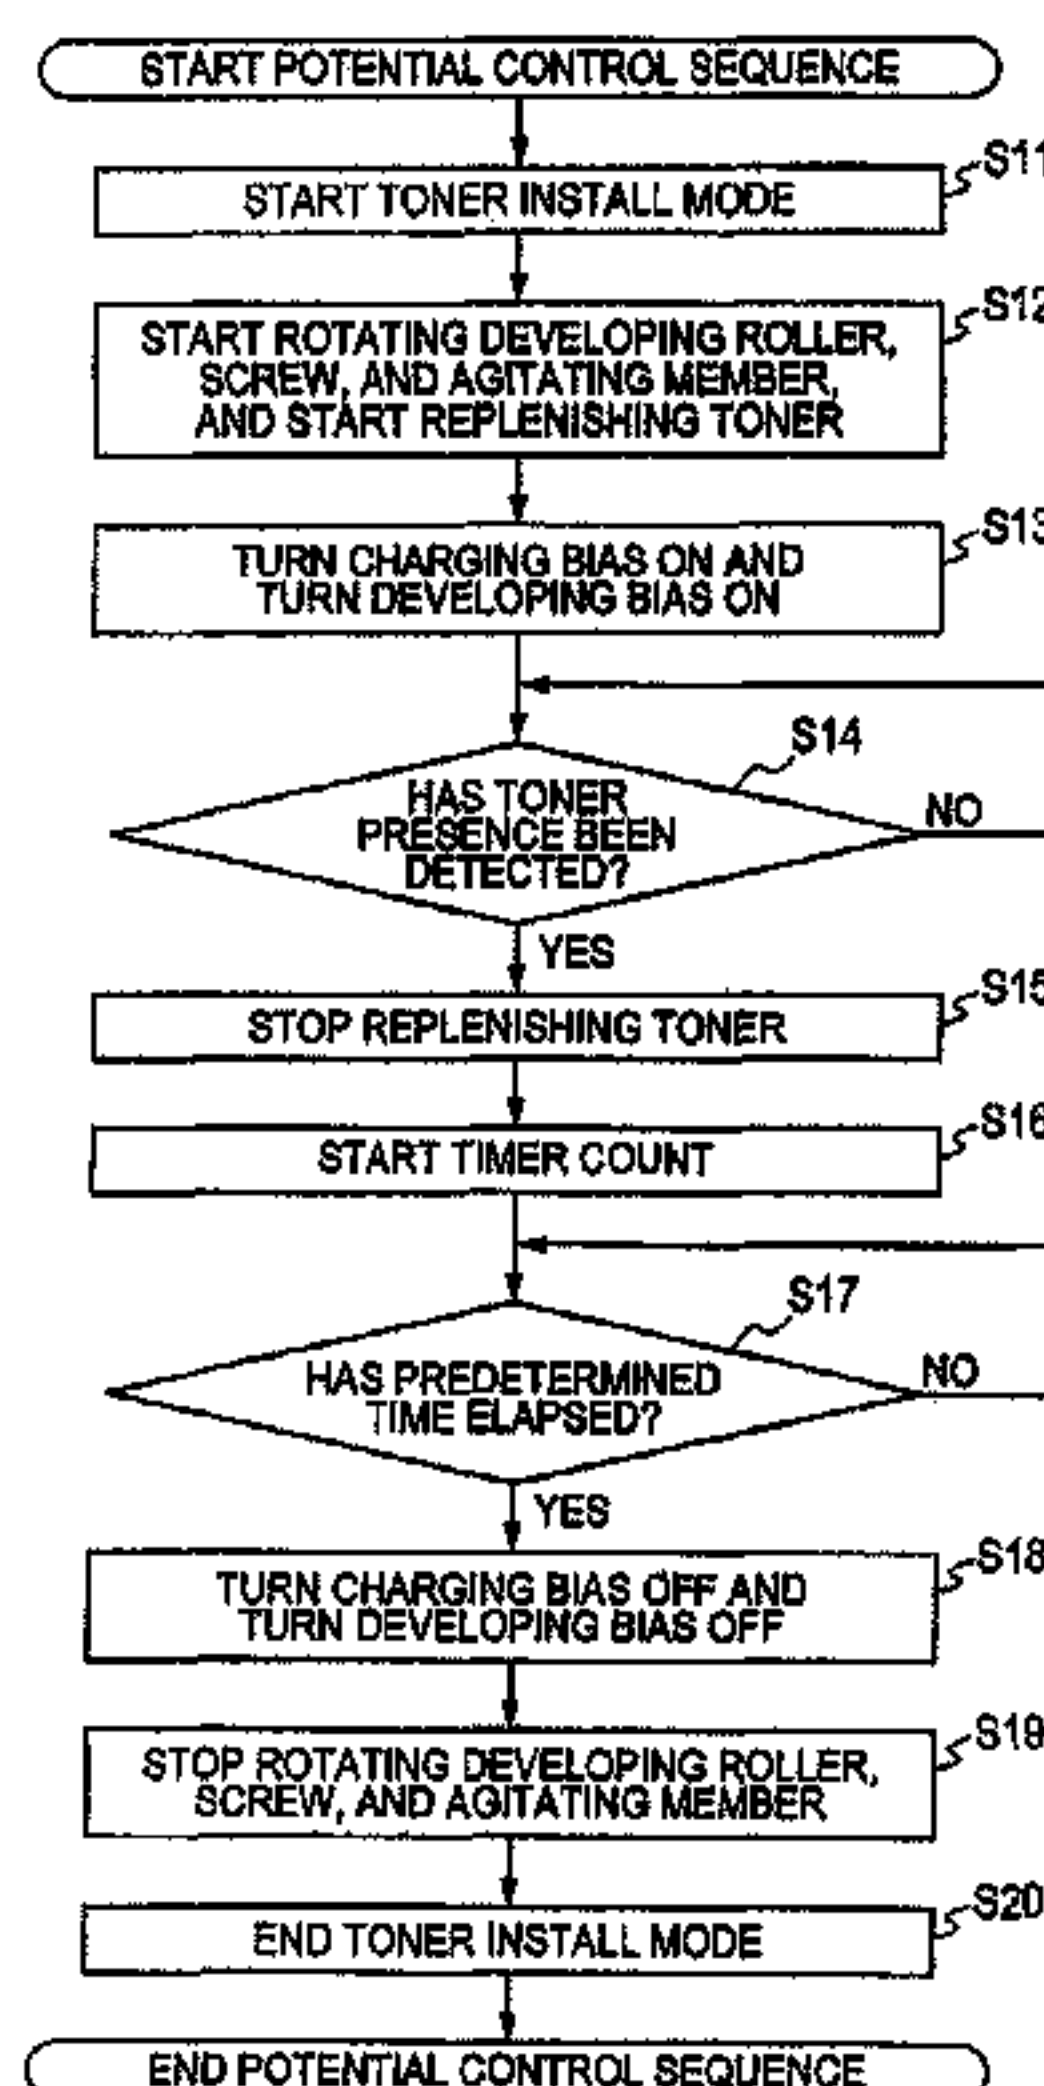 START POTENTIAL CONTROL SEQUENCE
S11
START TONER INSTALL MODE
S12
START ROTATING DEVELOPING ROLLER,
SCREW, AND AGITATING MEMBER,
AND START REPLENISHING TONER
S13
TURN CHARGING BIAS ON AND
TURN DEVELOPING BIAS ON
S14
HAS TONER
PRESENCE BEEN
DETECTED?
NO
YES
S15
STOP REPLENISHING TONER
S16
START TIMER COUNT
S17
HAS PREDETERMINED
TIME ELAPSED?
NO
YES
S18
TURN CHARGING BIAS OFF AND
TURN DEVELOPING BIAS OFF
S19
STOP ROTATING DEVELOPING ROLLER,
SCREW, AND AGITATING MEMBER
S20
END TONER INSTALL MODE
END POTENTIAL CONTROL SEQUENCE